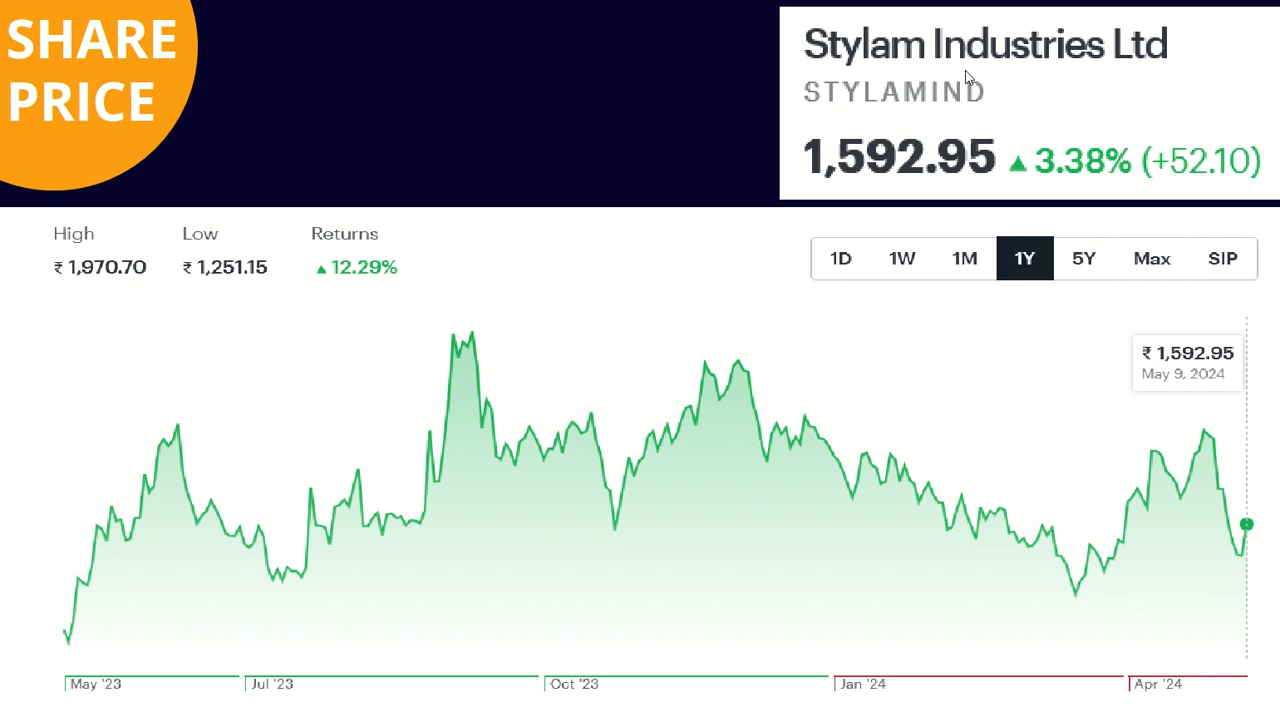 SHARE
PRICE
Stylam Industries Ltd
STYLAMIND
1,592.95 ▲ 3.38% (+52.10)
High Low Returns
₹ 1,970.70 ₹ 1,251.15 ▲ 12.29%
1D 1W 1M 1Y 5Y Max SIP
₹ 1,592.95
May 9, 2024
May '23 Jul '23 Oct '23 Jan '24 Apr '24